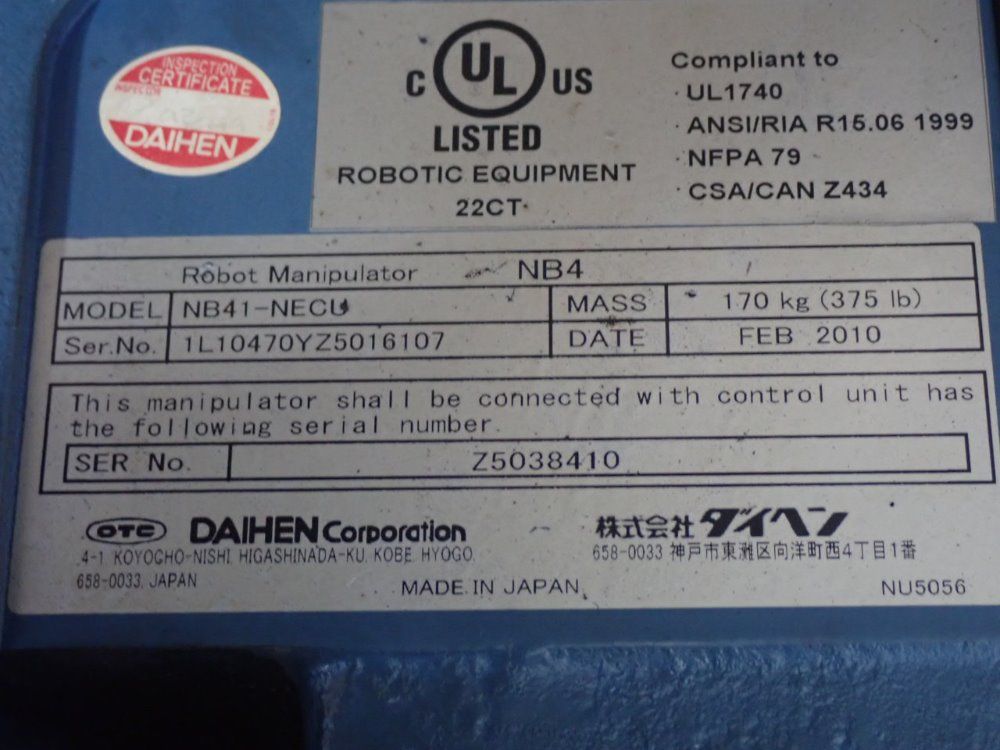 INSPECTION
CERTIFICATE
INSPECTOR
DAIHEN
C UL US
LISTED
ROBOTIC EQUIPMENT
22CT
Compliant to
· UL1740
· ANSI/RIA R15.06 1999
· NFPA 79
· CSA/CAN Z434
Robot Manipulator NB4
MODEL NB41-NECU MASS 170 kg (375 lb)
Ser.No. 1L10470YZ5016107 DATE FEB 2010
This manipulator shall be connected with control unit has
the following serial number.
SER No. Z5038410
OTC DAIHEN Corporation
4-1 KOYOCHO-NISHI, HIGASHINADA-KU, KOBE, HYOGO,
658-0033, JAPAN
株式会社ダイヘン
658-0033 神戸市東灘区向洋町西4丁目1番
MADE IN JAPAN
NU5056